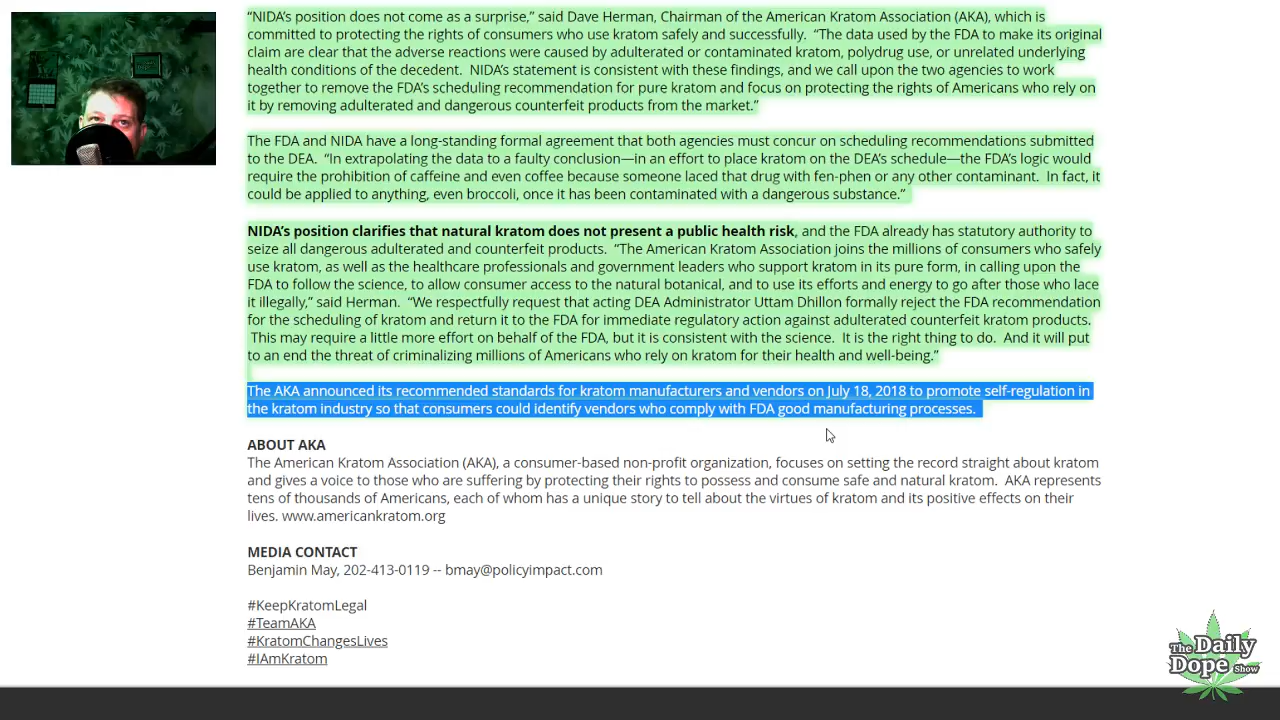 “NIDA’s position does not come as a surprise,” said Dave Herman, Chairman of the American Kratom Association (AKA), which is
committed to protecting the rights of consumers who use kratom safely and successfully.  “The data used by the FDA to make its original
claim are clear that the adverse reactions were caused by adulterated or contaminated kratom, polydrug use, or unrelated underlying
health conditions of the decedent.  NIDA’s statement is consistent with these findings, and we call upon the two agencies to work
together to remove the FDA’s scheduling recommendation for pure kratom and focus on protecting the rights of Americans who rely on
it by removing adulterated and dangerous counterfeit products from the market.”
The FDA and NIDA have a long-standing formal agreement that both agencies must concur on scheduling recommendations submitted
to the DEA.  “In extrapolating the data to a faulty conclusion—in an effort to place kratom on the DEA’s schedule—the FDA’s logic would
require the prohibition of caffeine and even coffee because someone laced that drug with fen-phen or any other contaminant.  In fact, it
could be applied to anything, even broccoli, once it has been contaminated with a dangerous substance.”
NIDA’s position clarifies that natural kratom does not present a public health risk, and the FDA already has statutory authority to
seize all dangerous adulterated and counterfeit products.  “The American Kratom Association joins the millions of consumers who safely
use kratom, as well as the healthcare professionals and government leaders who support kratom in its pure form, in calling upon the
FDA to follow the science, to allow consumer access to the natural botanical, and to use its efforts and energy to go after those who lace
it illegally,” said Herman.  “We respectfully request that acting DEA Administrator Uttam Dhillon formally reject the FDA recommendation
for the scheduling of kratom and return it to the FDA for immediate regulatory action against adulterated counterfeit kratom products.
This may require a little more effort on behalf of the FDA, but it is consistent with the science.  It is the right thing to do.  And it will put
to an end the threat of criminalizing millions of Americans who rely on kratom for their health and well-being.”
The AKA announced its recommended standards for kratom manufacturers and vendors on July 18, 2018 to promote self-regulation in
the kratom industry so that consumers could identify vendors who comply with FDA good manufacturing processes.
ABOUT AKA
The American Kratom Association (AKA), a consumer-based non-profit organization, focuses on setting the record straight about kratom
and gives a voice to those who are suffering by protecting their rights to possess and consume safe and natural kratom.  AKA represents
tens of thousands of Americans, each of whom has a unique story to tell about the virtues of kratom and its positive effects on their
lives. www.americankratom.org
MEDIA CONTACT
Benjamin May, 202-413-0119 -- bmay@policyimpact.com
#KeepKratomLegal
#TeamAKA
#KratomChangesLives
#IAmKratom
The Daily
Dope Show